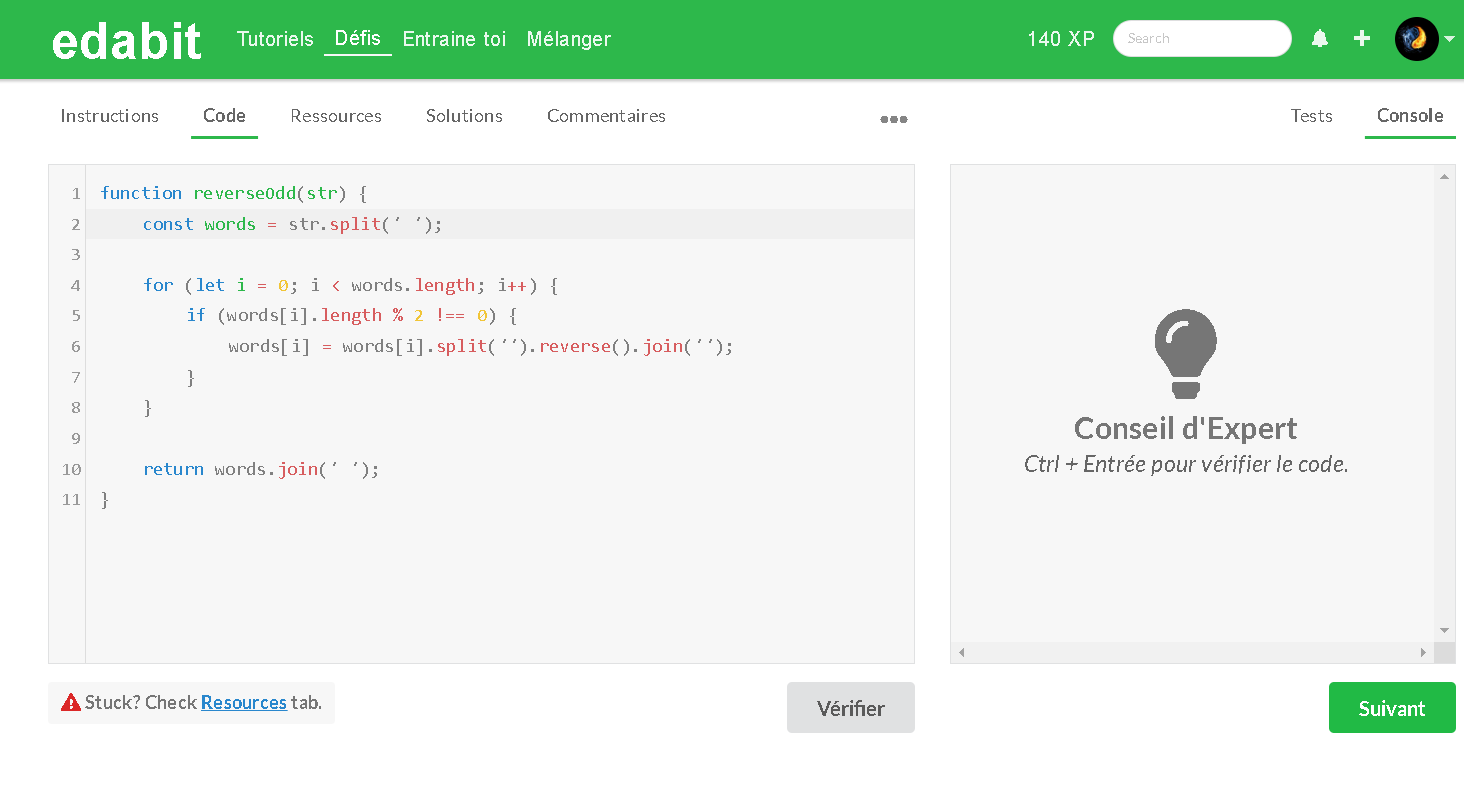 edabit Tutoriels Défis Entraine toi Mélanger 140 XP Search
Instructions Code Ressources Solutions Commentaires Tests Console
1 function reverseOdd(str) {
2 const words = str.split(' ');
3
4 for (let i = 0; i < words.length; i++) {
5 if (words[i].length % 2 !== 0) {
6 words[i] = words[i].split('').reverse().join('');
7 }
8 }
9
10 return words.join(' ');
11 }
Conseil d'Expert
Ctrl + Entrée pour vérifier le code.
Stuck? Check Resources tab.
Vérifier
Suivant